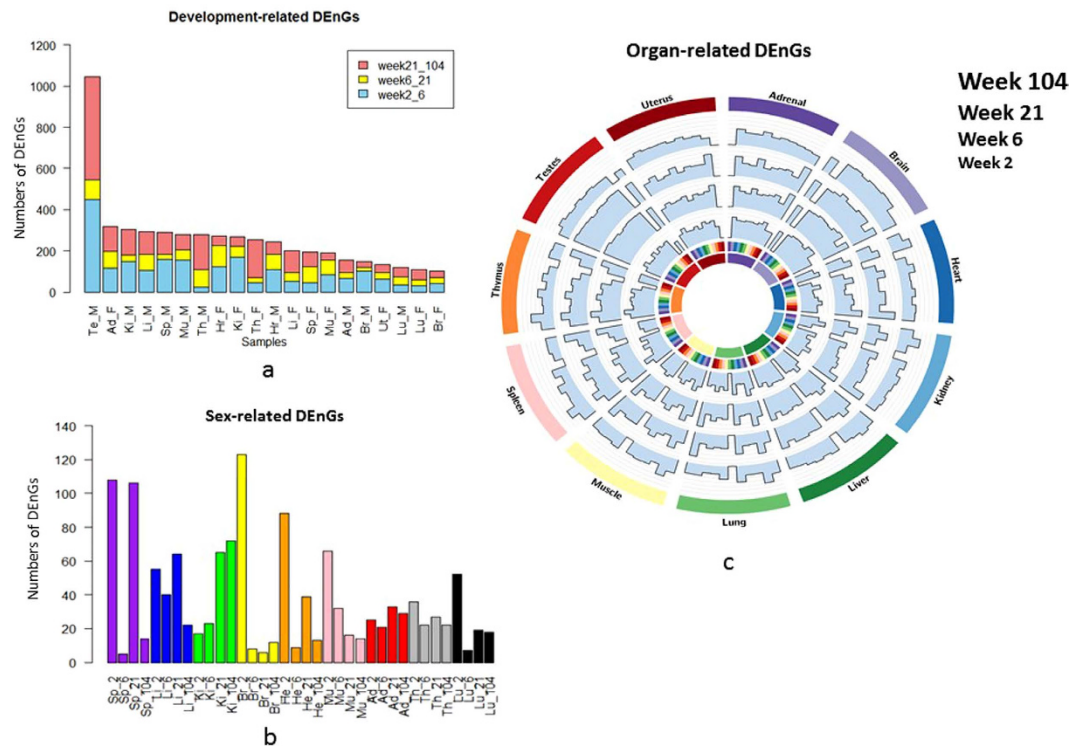 Development-related DEnGs
1200
1000
800
600
400
200
0
Numbers of DEnGs
week21_104
week6_21
week2_6
Te_M
Ad_F
Ki_M
Li_M
Sp_M
Mu_M
Th_M
Hr_F
Ki_F
Th_F
Hr_M
Li_F
Sp_F
Mu_F
Ad_M
Br_M
Ut_F
Lu_M
Lu_F
Br_F
Samples
a
Sex-related DEnGs
140
120
100
80
60
40
20
0
Numbers of DEnGs
Sp_2
Sp_6
Sp_21
Sp_104
Li_2
Li_6
Li_21
Li_104
Ki_2
Ki_6
Ki_21
Ki_104
Br_2
Br_6
Br_21
Br_104
He_2
He_6
He_21
He_104
Mu_2
Mu_6
Mu_21
Mu_104
Ad_2
Ad_6
Ad_21
Ad_104
Th_2
Th_6
Th_21
Th_104
Lu_2
Lu_6
Lu_21
Lu_104
b
Organ-related DEnGs
Week 104
Week 21
Week 6
Week 2
Adrenal
Brain
Heart
Kidney
Liver
Lung
Muscle
Spleen
Thymus
Testes
Uterus
c